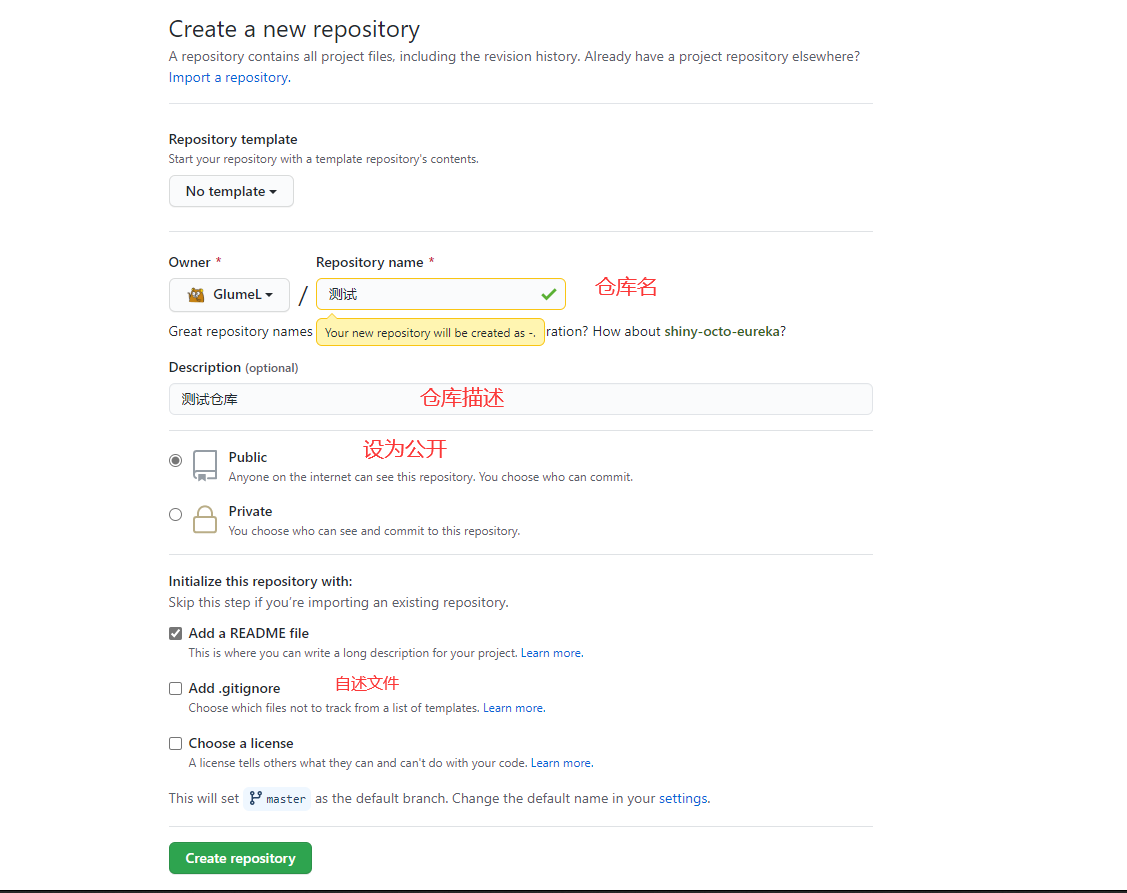 Create a new repository
A repository contains all project files, including the revision history. Already have a project repository elsewhere?
Import a repository.
Repository template
Start your repository with a template repository's contents.
No template
Owner * Repository name *
GlumeL / 测试 仓库名
Great repository names Your new repository will be created as -. ration? How about shiny-octo-eureka?
Description (optional)
测试仓库 仓库描述
设为公开
Public
Anyone on the internet can see this repository. You choose who can commit.
Private
You choose who can see and commit to this repository.
Initialize this repository with:
Skip this step if you're importing an existing repository.
Add a README file
This is where you can write a long description for your project. Learn more.
自述文件
Add .gitignore
Choose which files not to track from a list of templates. Learn more.
Choose a license
A license tells others what they can and can't do with your code. Learn more.
This will set master as the default branch. Change the default name in your settings.
Create repository